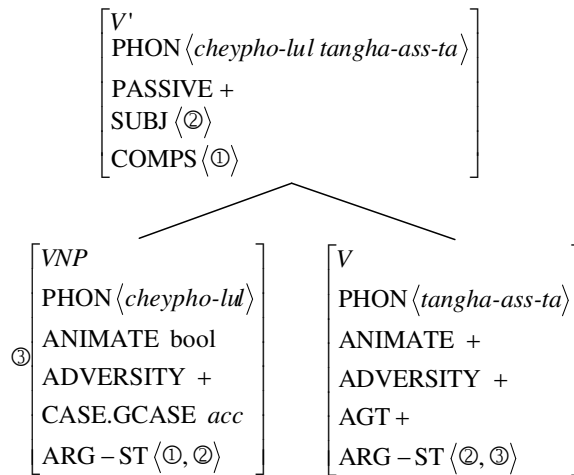 V'
PHON⟨cheypho-lul tangha-ass-ta⟩
PASSIVE +
SUBJ⟨②⟩
COMPS⟨①⟩
VNP
PHON⟨cheypho-lul⟩
ANIMATE bool
③
ADVERSITY +
CASE.GCASE acc
ARG – ST⟨①, ②⟩
V
PHON⟨tangha-ass-ta⟩
ANIMATE +
ADVERSITY +
AGT +
ARG – ST⟨②, ③⟩